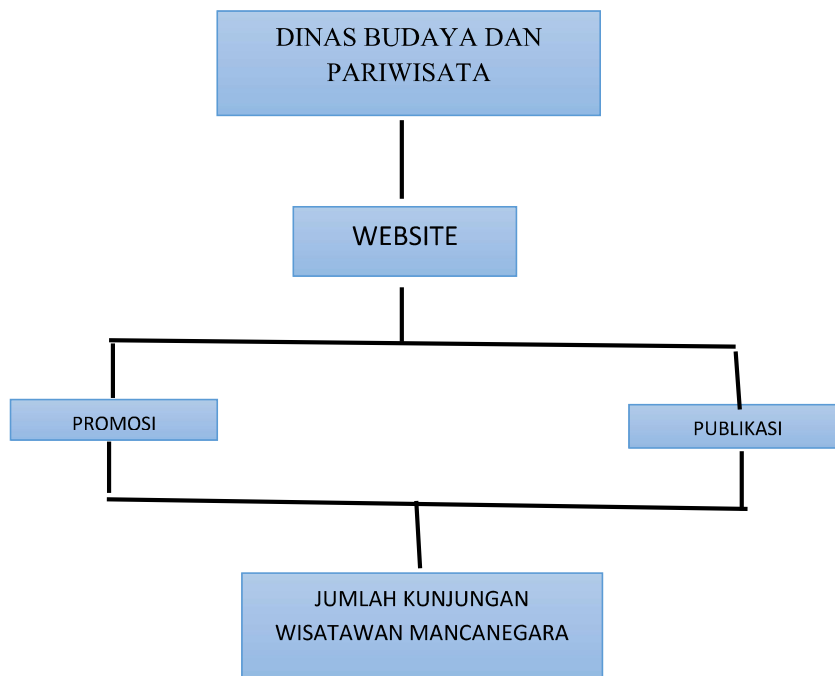 DINAS BUDAYA DAN
PARIWISATA
WEBSITE
PROMOSI
PUBLIKASI
JUMLAH KUNJUNGAN
WISATAWAN MANCANEGARA